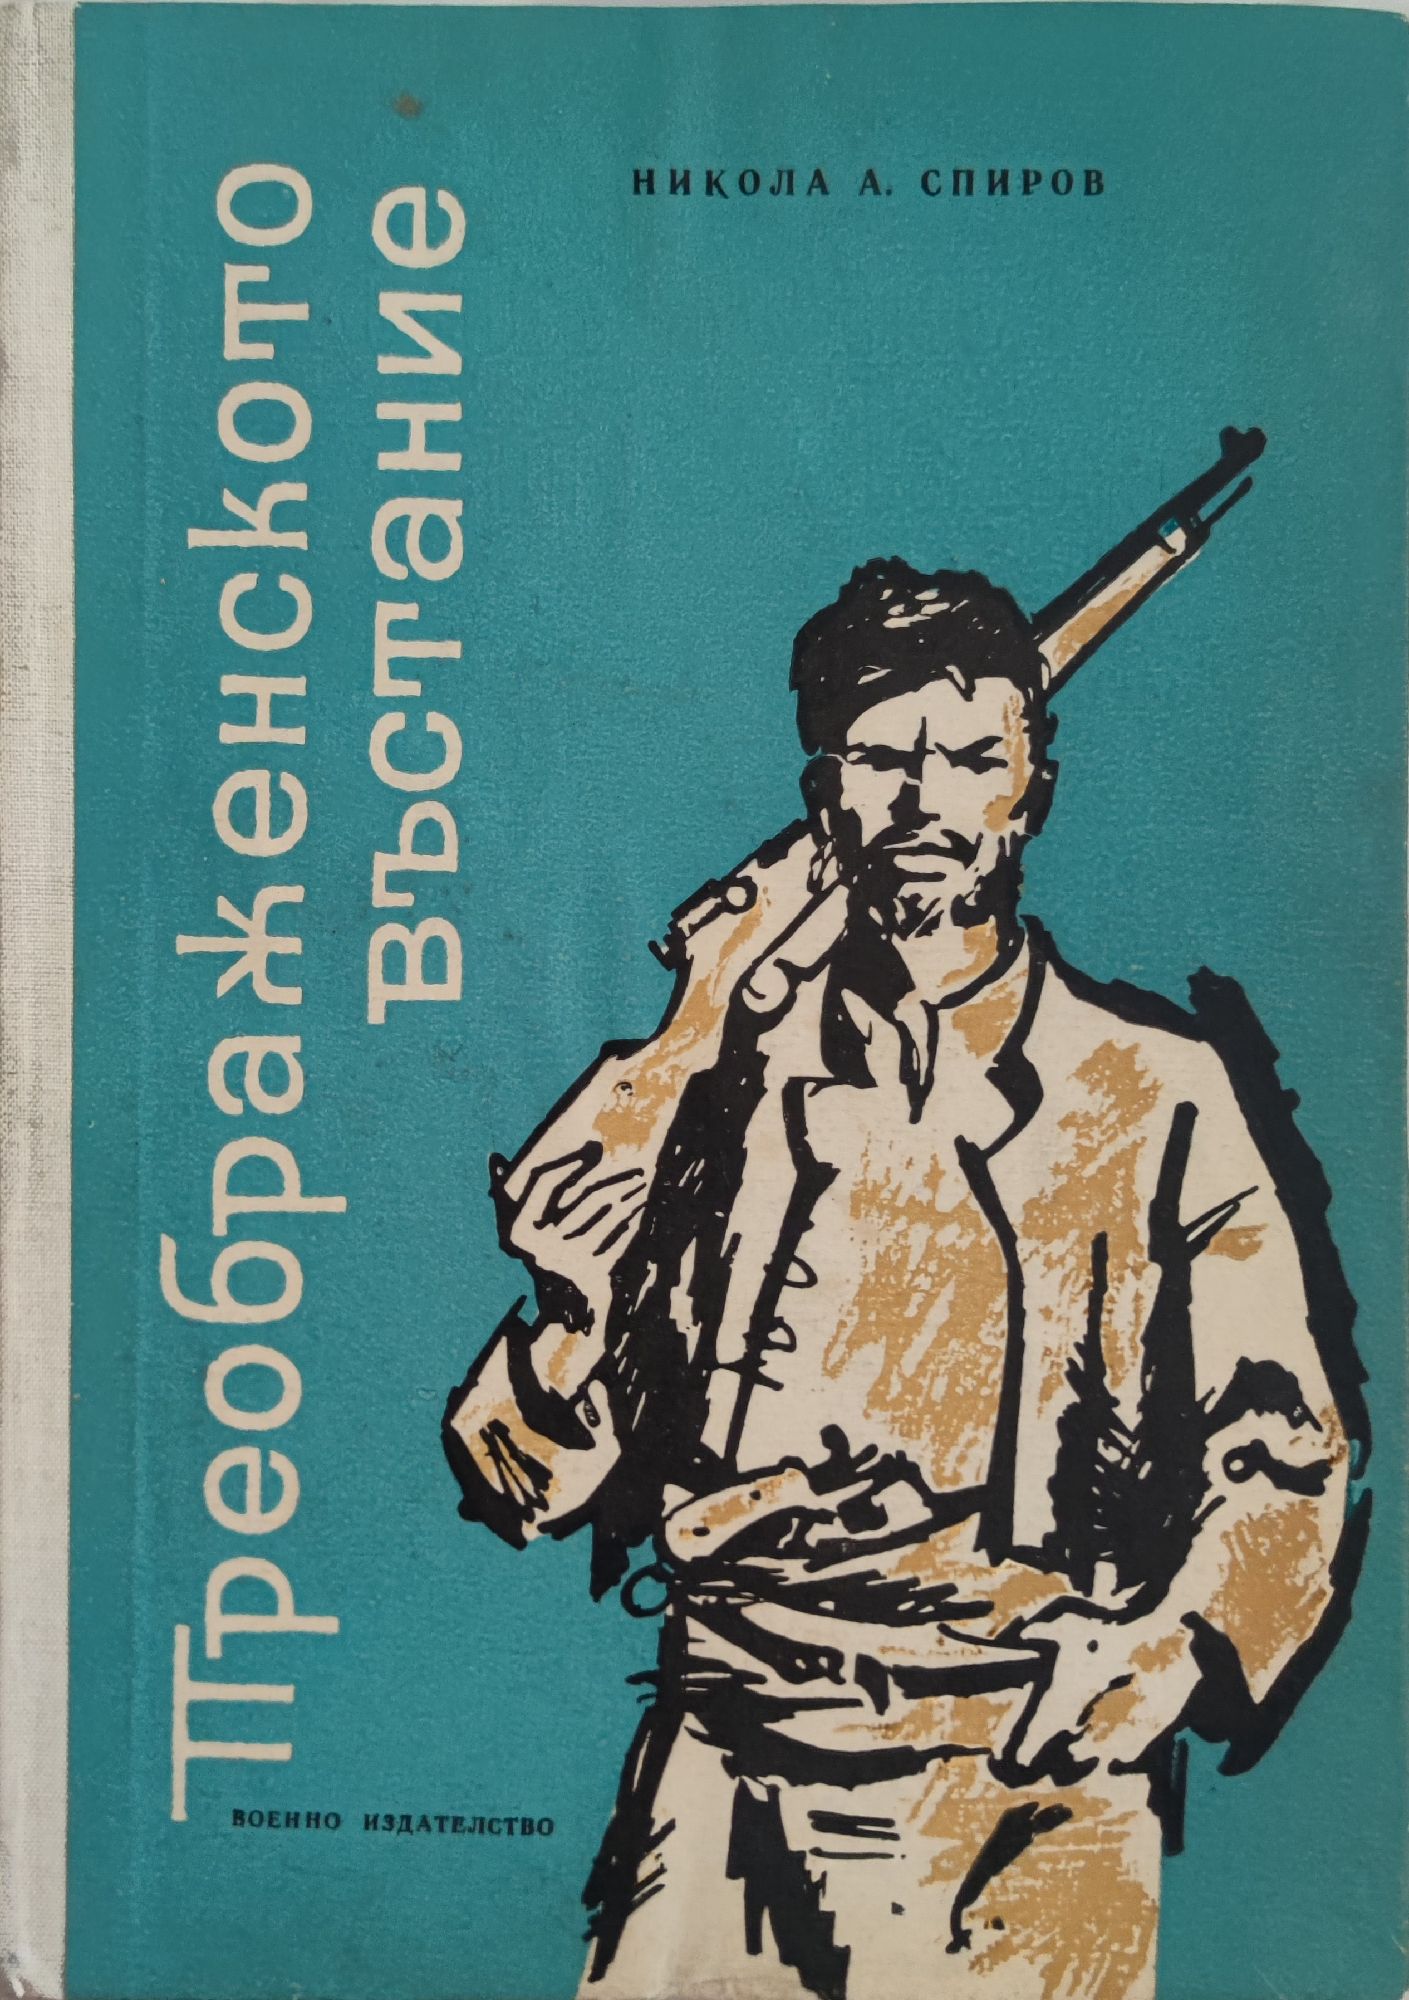 НИКОЛА А. СПИРОВ
Преображенското
въстание
ВОЕННО ИЗДАТЕЛСТВО